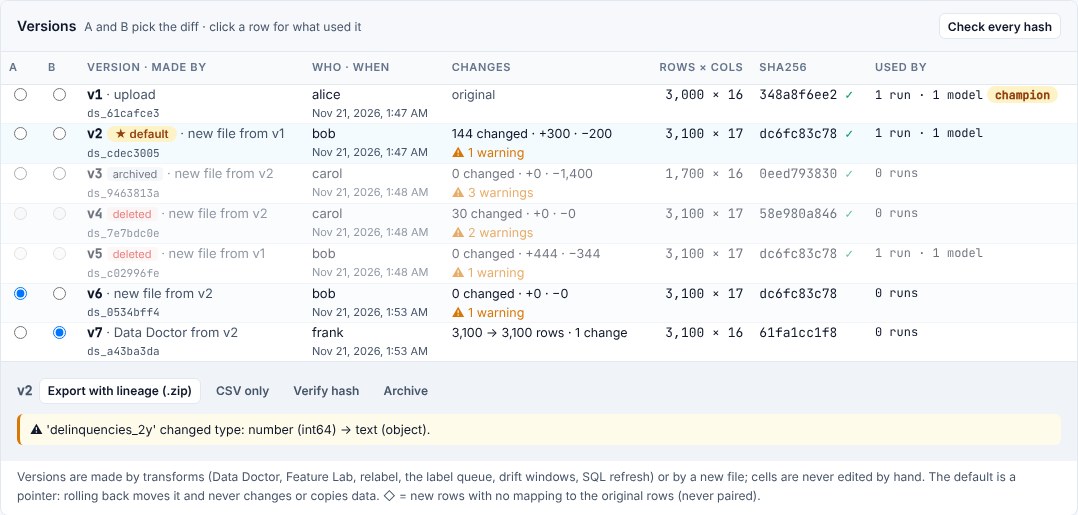 Versions A and B pick the diff · click a row for what used it Check every hash
A B VERSION · MADE BY WHO · WHEN CHANGES ROWS × COLS SHA256 USED BY
v1 · upload alice original 3,000 × 16 348a8f6ee2 ✓ 1 run · 1 model champion
ds_61cafce3 Nov 21, 2026, 1:47 AM
v2 ★ default · new file from v1 bob 144 changed · +300 · −200 3,100 × 17 dc6fc83c78 ✓ 1 run · 1 model
ds_cdec3005 Nov 21, 2026, 1:47 AM ⚠ 1 warning
v3 archived · new file from v2 carol 0 changed · +0 · −1,400 1,700 × 16 0eed793830 ✓ 0 runs
ds_9463813a Nov 21, 2026, 1:48 AM ⚠ 3 warnings
v4 deleted · new file from v2 carol 30 changed · +0 · −0 3,100 × 17 58e980a846 ✓ 0 runs
ds_7e7bdc0e Nov 21, 2026, 1:48 AM ⚠ 2 warnings
v5 deleted · new file from v1 bob 0 changed · +444 · −344 3,100 × 17 dc6fc83c78 ✓ 1 run · 1 model
ds_c02996fe Nov 21, 2026, 1:48 AM ⚠ 1 warning
v6 · new file from v2 bob 0 changed · +0 · −0 3,100 × 17 dc6fc83c78 0 runs
ds_0534bff4 Nov 21, 2026, 1:53 AM ⚠ 1 warning
v7 · Data Doctor from v2 frank 3,100 → 3,100 rows · 1 change 3,100 × 16 61fa1cc1f8 0 runs
ds_a43ba3da Nov 21, 2026, 1:53 AM
v2 Export with lineage (.zip) CSV only Verify hash Archive
⚠ 'delinquencies_2y' changed type: number (int64) → text (object).
Versions are made by transforms (Data Doctor, Feature Lab, relabel, the label queue, drift windows, SQL refresh) or by a new file; cells are never edited by hand. The default is a
pointer: rolling back moves it and never changes or copies data. ◇ = new rows with no mapping to the original rows (never paired).